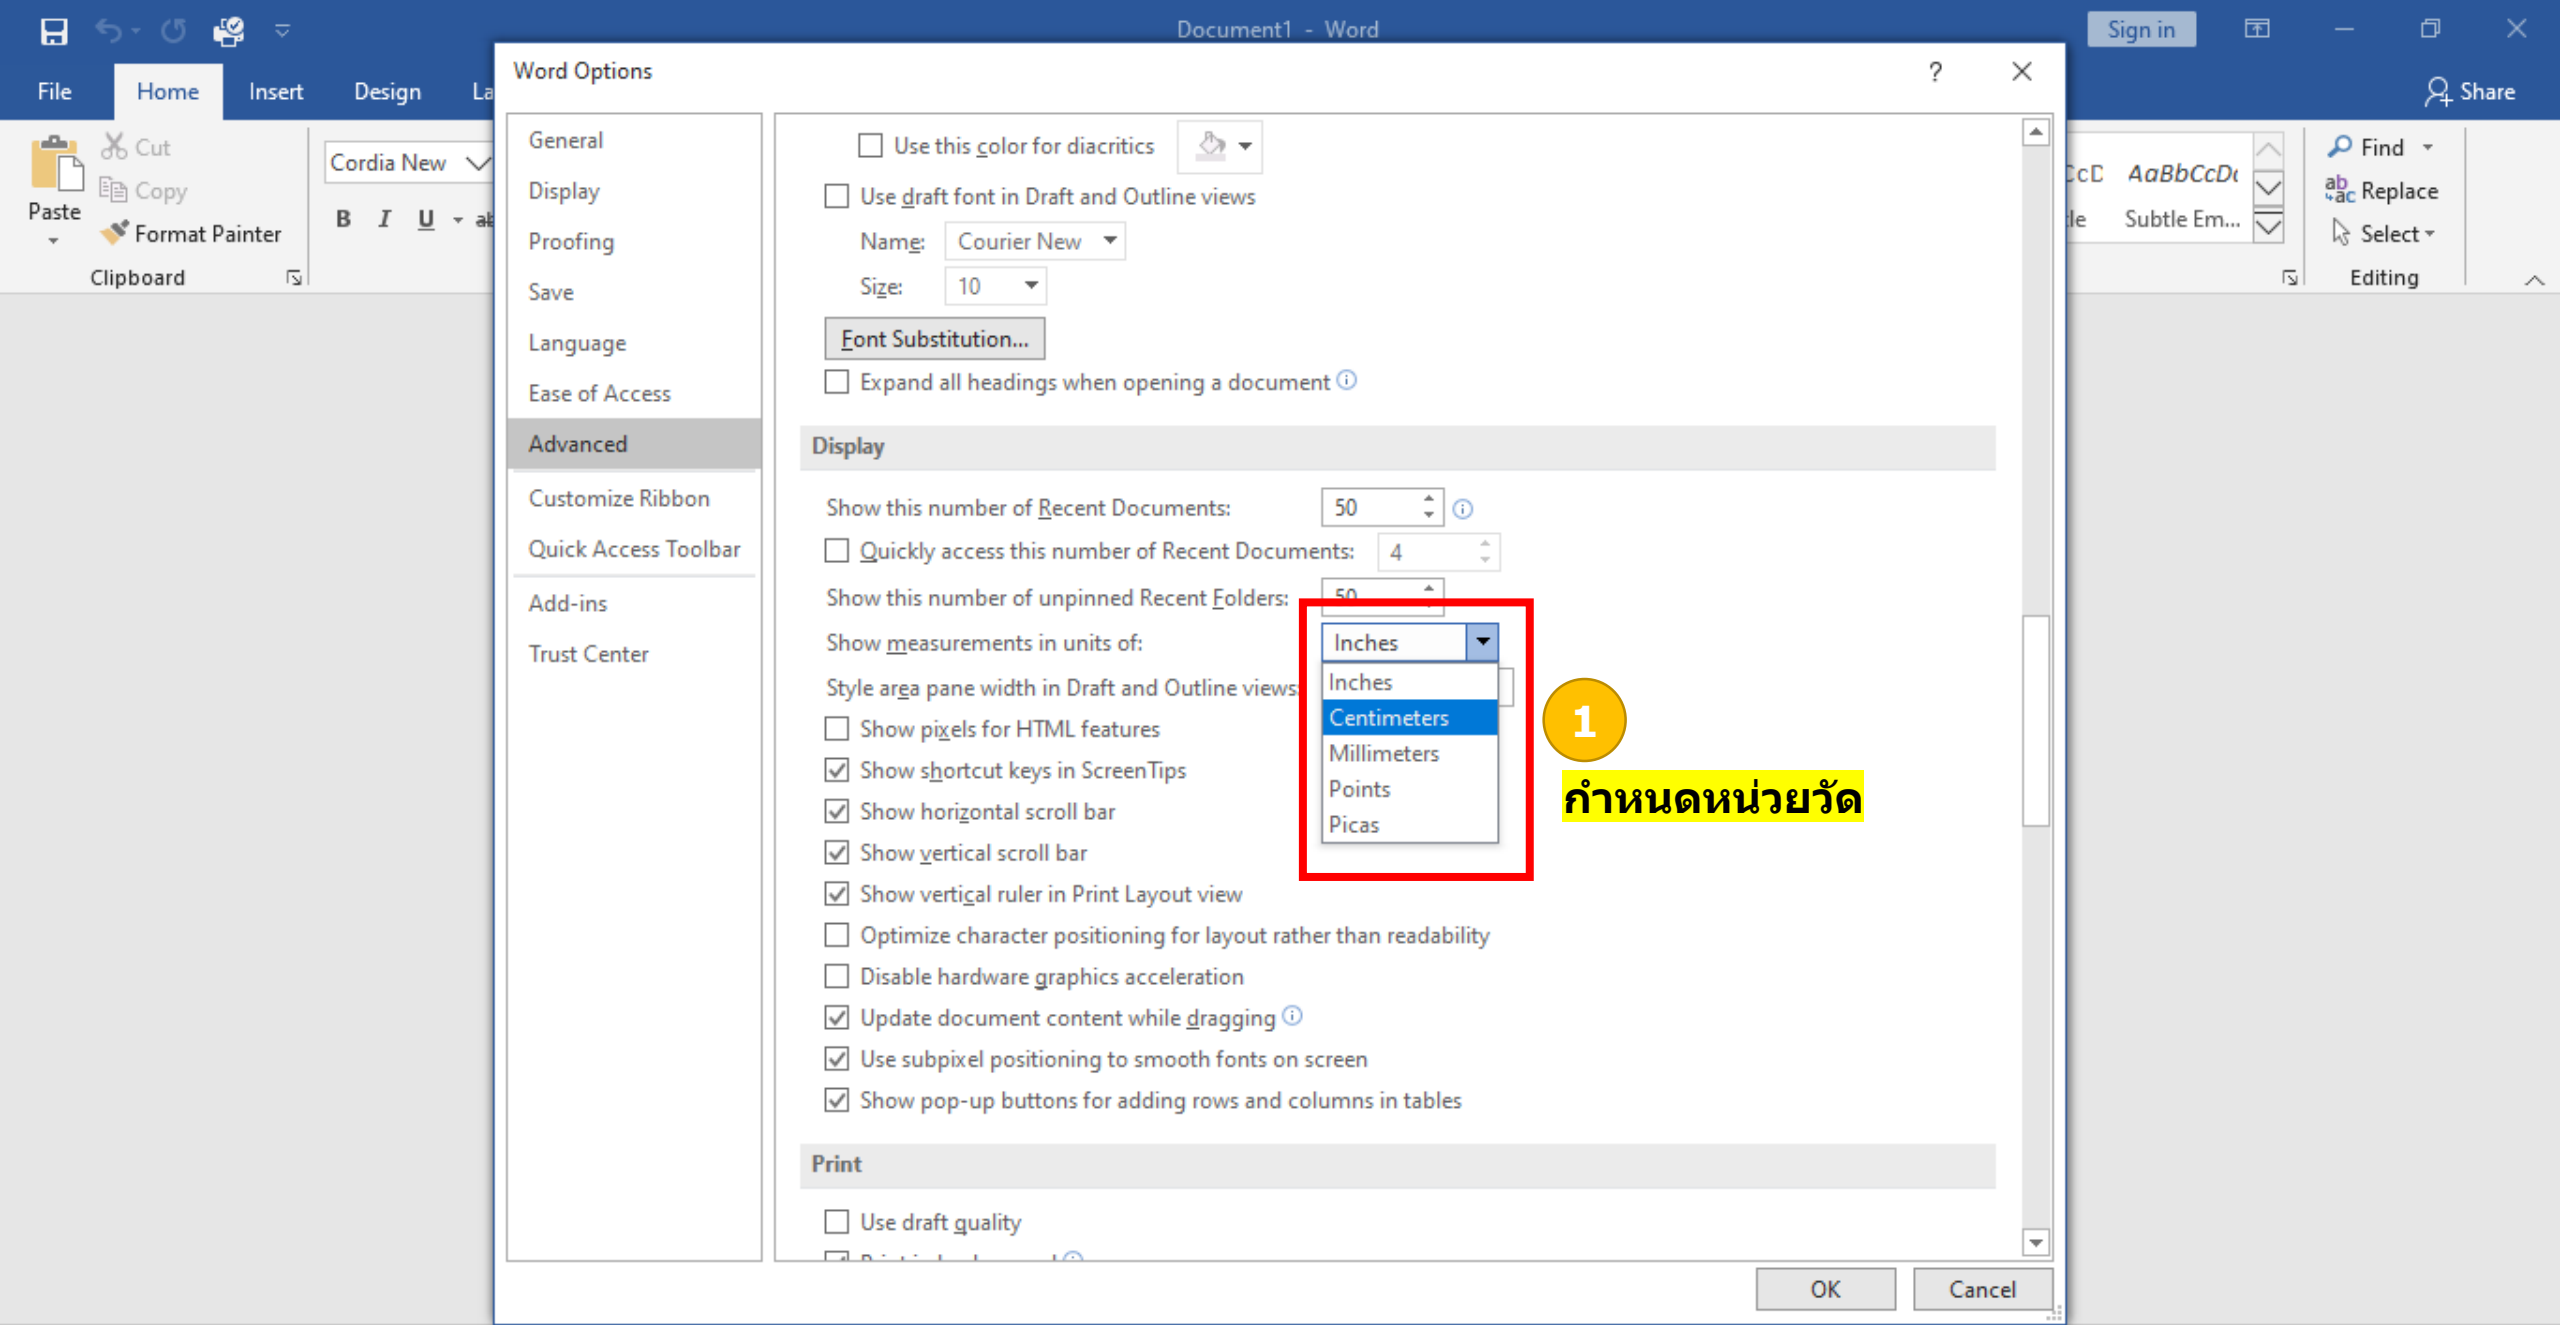 Document1 - Word
Sign in
File
Home
Insert
Design
La
Share
Cut
Copy
Paste
Format Painter
Clipboard
Cordia New
B I U ab
CcD AaBbCcDc
tle Subtle Em...
Find
Replace
Select
Editing
Word Options
?
General
Display
Proofing
Save
Language
Ease of Access
Advanced
Customize Ribbon
Quick Access Toolbar
Add-ins
Trust Center
Use this color for diacritics
Use draft font in Draft and Outline views
Name: Courier New
Size: 10
Font Substitution...
Expand all headings when opening a document
Display
Show this number of Recent Documents: 50
Quickly access this number of Recent Documents: 4
Show this number of unpinned Recent Folders: 50
Show measurements in units of: Inches
Inches
Centimeters
Millimeters
Points
Picas
1
กำหนดหน่วยวัด
Style area pane width in Draft and Outline views:
Show pixels for HTML features
Show shortcut keys in ScreenTips
Show horizontal scroll bar
Show vertical scroll bar
Show vertical ruler in Print Layout view
Optimize character positioning for layout rather than readability
Disable hardware graphics acceleration
Update document content while dragging
Use subpixel positioning to smooth fonts on screen
Show pop-up buttons for adding rows and columns in tables
Print
Use draft quality
OK
Cancel